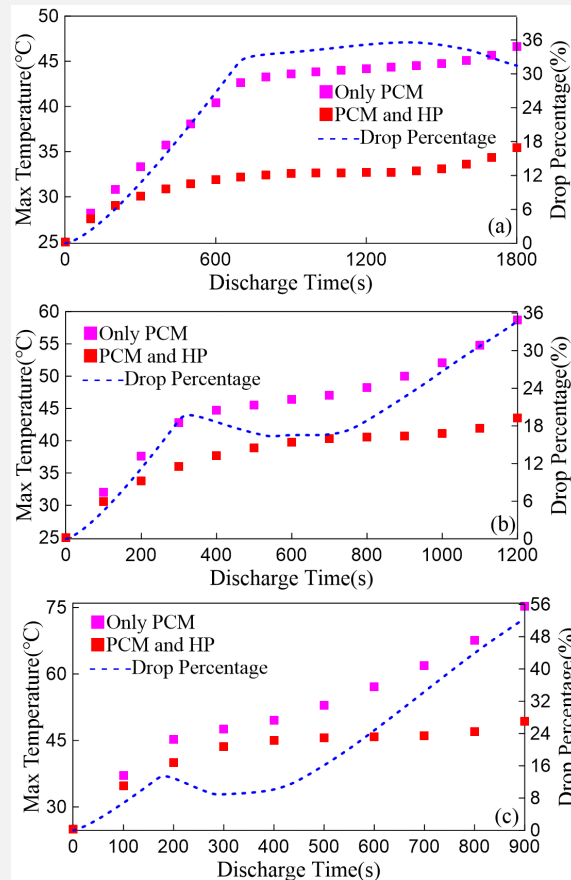 50
45
40
35
30
25
Max Temperature(°C)
36
30
24
18
12
6
0
Drop Percentage(%)
Only PCM
PCM and HP
Drop Percentage
(a)
0 600 1200 1800
Discharge Time(s)
60
55
50
45
40
35
30
25
Max Temperature(°C)
36
30
24
18
12
6
0
Drop Percentage(%)
Only PCM
PCM and HP
Drop Percentage
(b)
0 200 400 600 800 1000 1200
Discharge Time(s)
75
60
45
30
Max Temperature(°C)
56
48
40
32
24
16
8
0
Drop Percentage(%)
Only PCM
PCM and HP
Drop Percentage
(c)
0 100 200 300 400 500 600 700 800 900
Discharge Time(s)